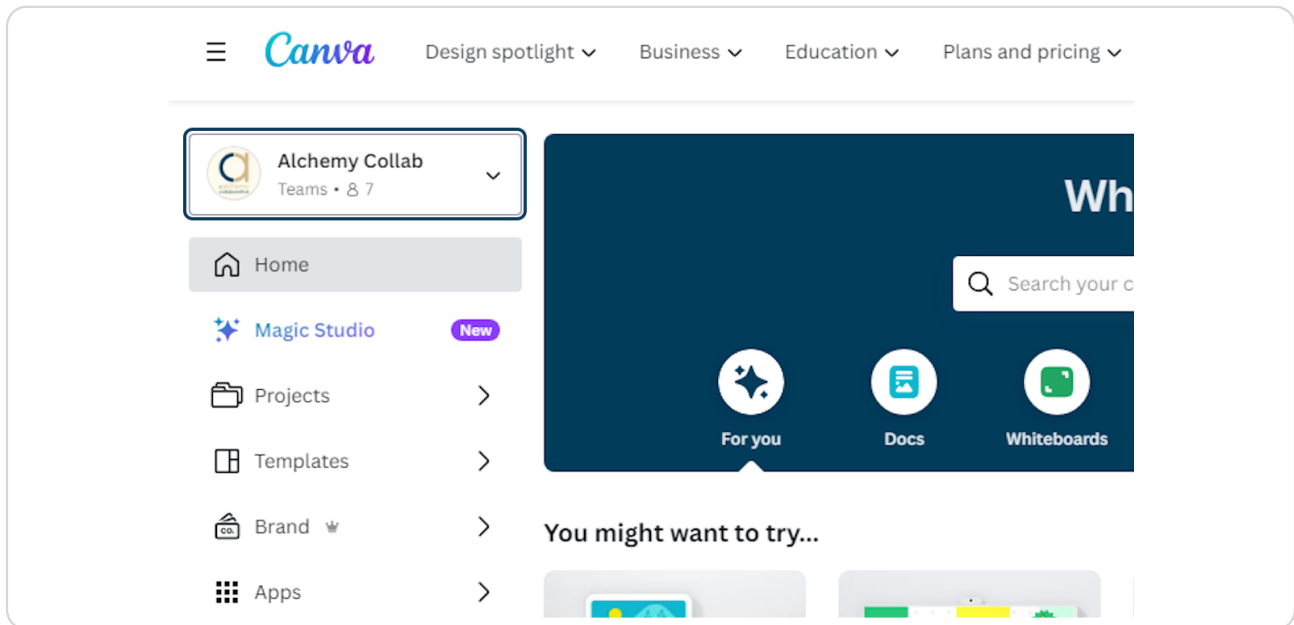 Canva
Design spotlight
Business
Education
Plans and pricing
Alchemy Collab
Teams • 7
Home
Magic Studio New
Projects
Templates
Brand
CO.
Apps
Wh
Search your c
For you
Docs
Whiteboards
You might want to try...